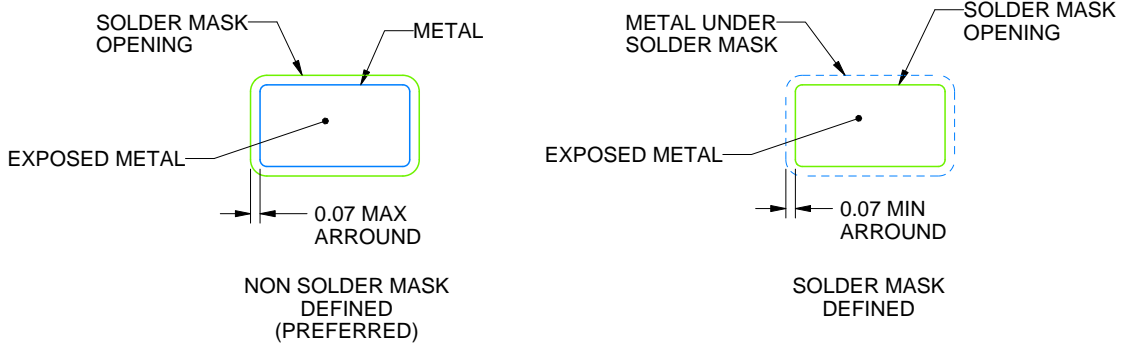 SOLDER MASK
OPENING
METAL
EXPOSED METAL
0.07 MAX
ARROUND
NON SOLDER MASK
DEFINED
(PREFERRED)
METAL UNDER
SOLDER MASK
SOLDER MASK
OPENING
EXPOSED METAL
0.07 MIN
ARROUND
SOLDER MASK
DEFINED